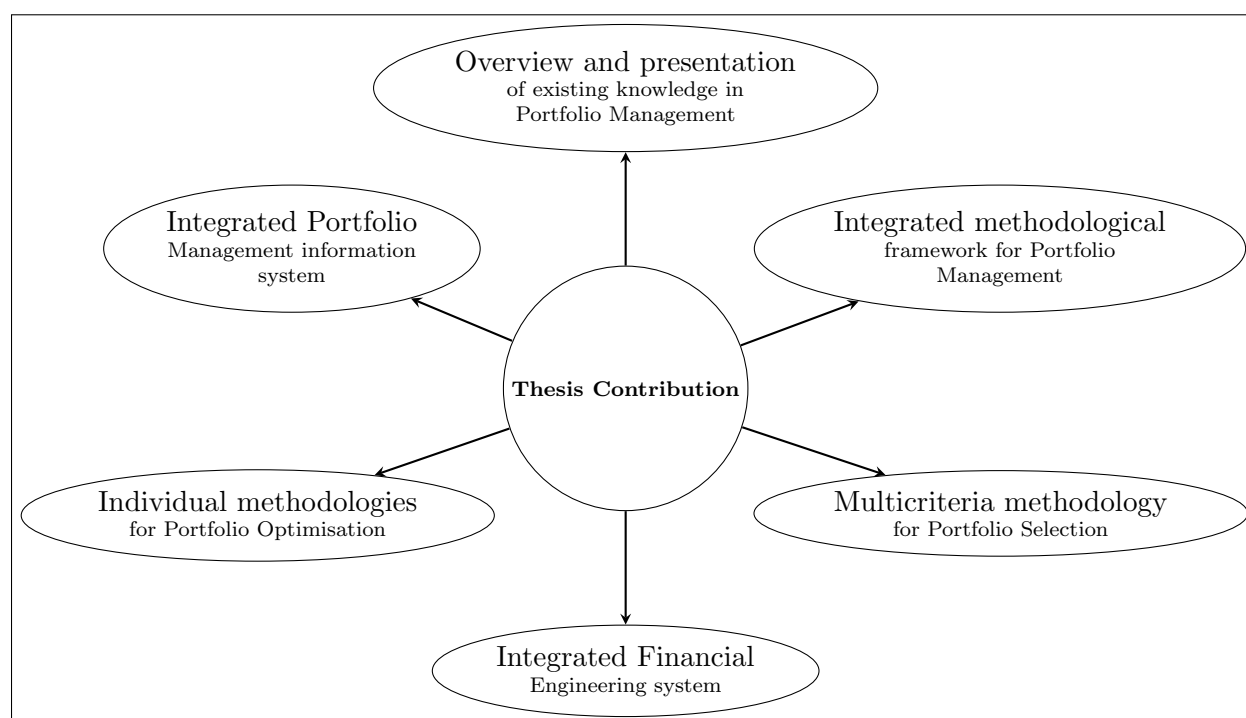 Overview and presentation
of existing knowledge in
Portfolio Management
Integrated Portfolio
Management information
system
Integrated methodological
framework for Portfolio
Management
Thesis Contribution
Individual methodologies
for Portfolio Optimisation
Multicriteria methodology
for Portfolio Selection
Integrated Financial
Engineering system